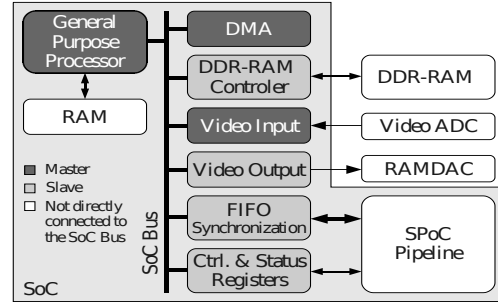 General
Purpose
Processor
RAM
Master
Slave
Not directly
connected to
the SoC Bus
SoC
SoC Bus
DMA
DDR-RAM
Controler
Video Input
Video Output
FIFO
Synchronization
Ctrl. & Status
Registers
DDR-RAM
Video ADC
RAMDAC
SPoC
Pipeline